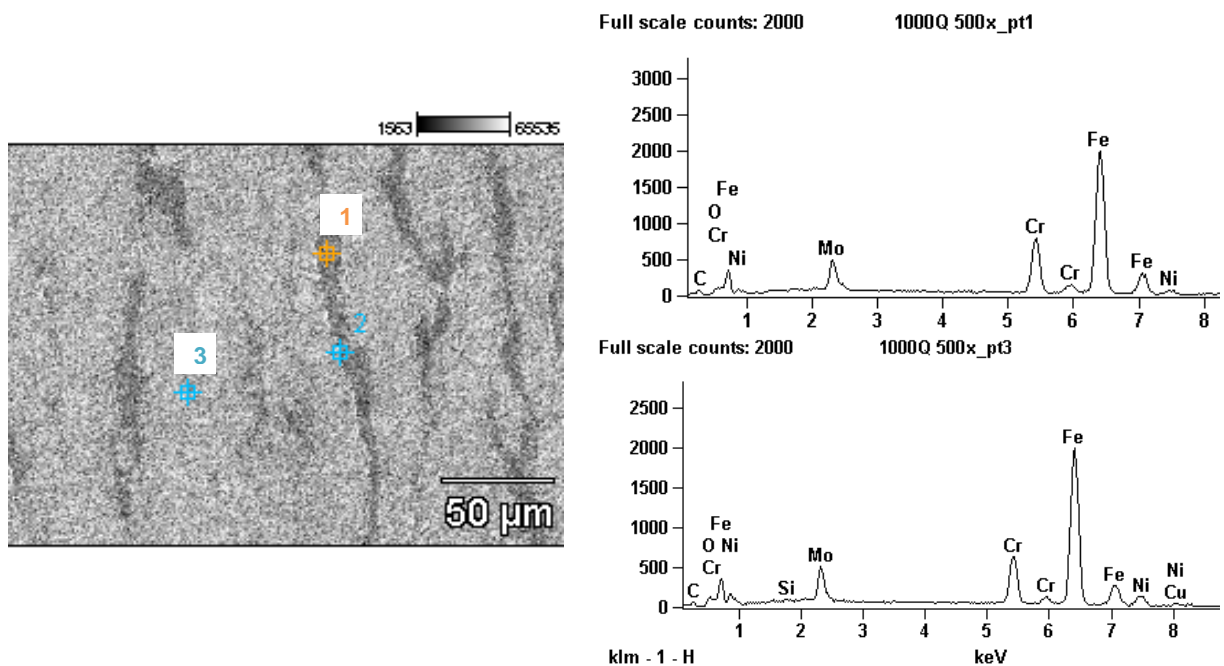 1563 65535
1
2
3
50 µm
Full scale counts: 2000 1000Q 500x_pt1
3000
2500
2000
1500
1000
500
0
Fe
O
Cr
Ni
C
Mo
Cr
Cr
Fe
Fe
Ni
1 2 3 4 5 6 7 8
Full scale counts: 2000 1000Q 500x_pt3
2500
2000
1500
1000
500
0
Fe
O Ni
Cr
C
Si
Mo
Cr
Cr
Fe
Fe
Ni
Ni
Cu
1 2 3 4 5 6 7 8
klm - 1 - H keV